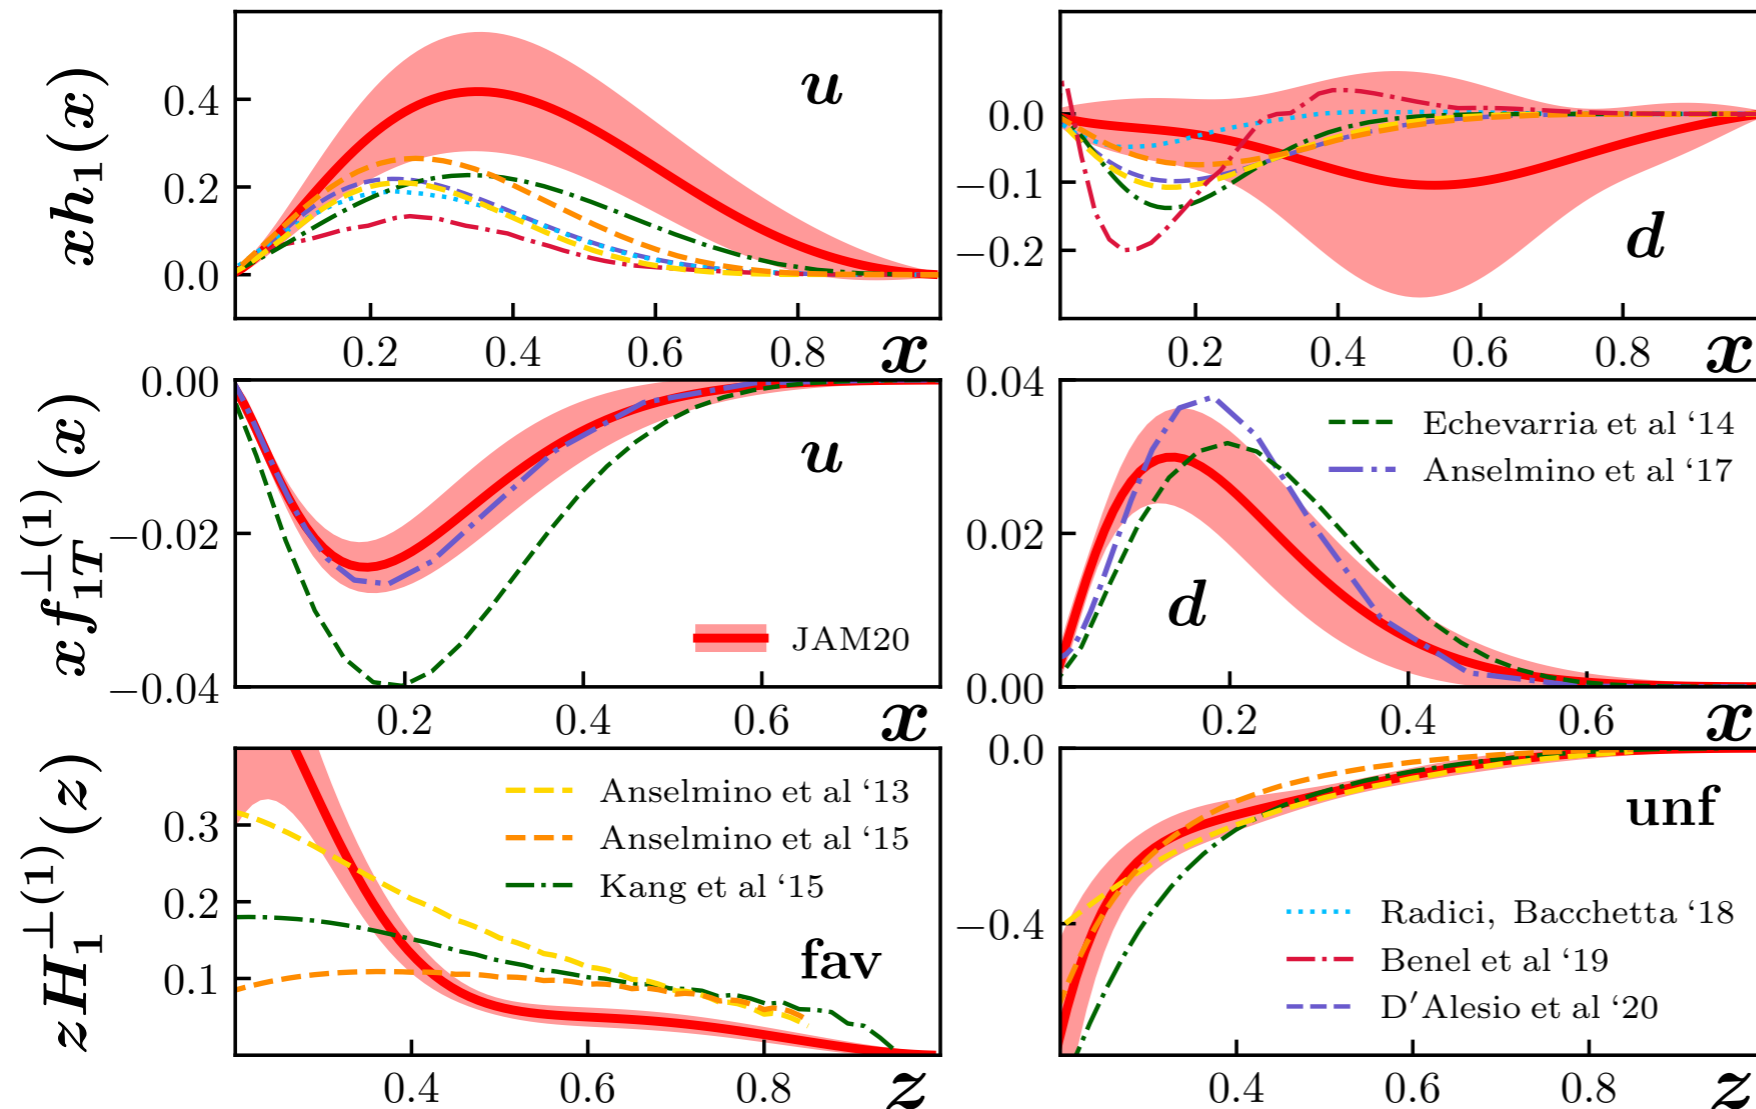 xh₁(x)
0.4
0.2
0.0
u
0.2 0.4 0.6 0.8 x
0.0
−0.1
−0.2
d
0.2 0.4 0.6 0.8 x
xf₁T⊥(1)(x)
0.00
−0.02
−0.04
u
JAM20
0.2 0.4 0.6 x
0.04
0.02
0.00
Echevarria et al ‘14
Anselmino et al ‘17
d
0.2 0.4 0.6 x
zH₁⊥(1)(z)
0.3
0.2
0.1
Anselmino et al ‘13
Anselmino et al ‘15
Kang et al ‘15
fav
0.4 0.6 0.8 z
0.0
−0.4
unf
Radici, Bacchetta ‘18
Benel et al ‘19
D′Alesio et al ‘20
0.4 0.6 0.8 z